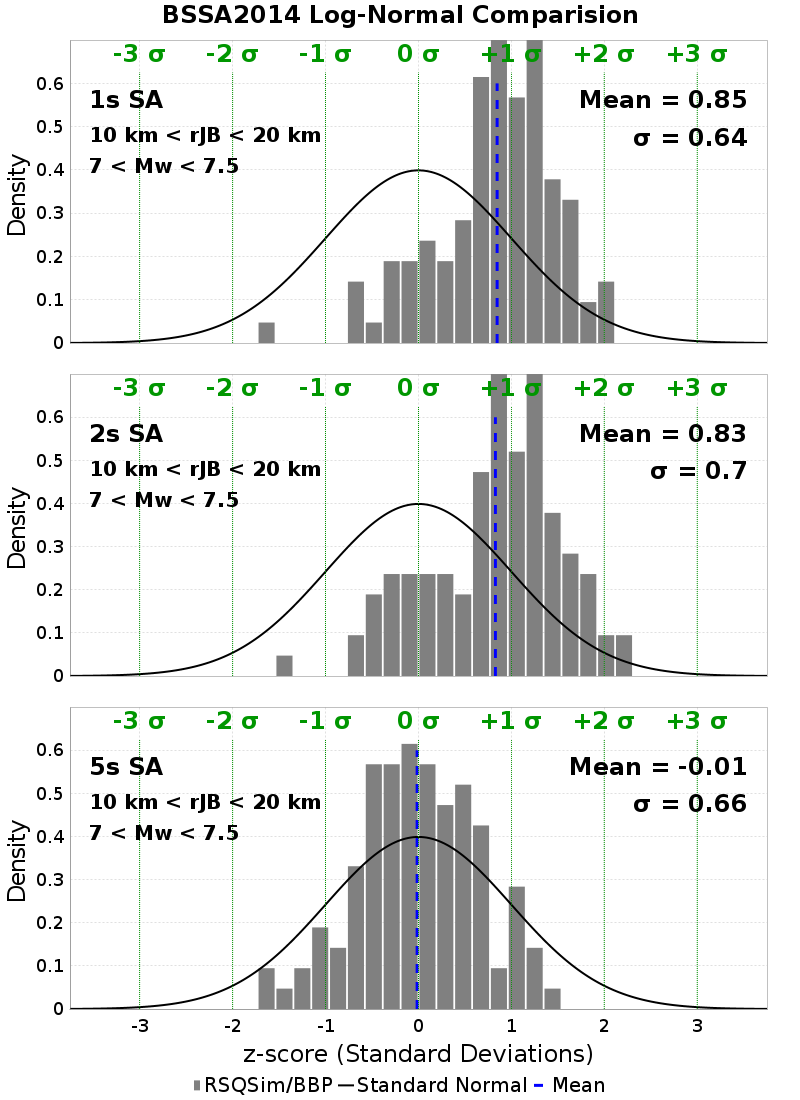 BSSA2014 Log-Normal Comparision
-3 σ -2 σ -1 σ 0 σ +1 σ +2 σ +3 σ
1s SA
10 km < rJB < 20 km
7 < Mw < 7.5
Mean = 0.85
σ = 0.64
Density
0.6
0.5
0.4
0.3
0.2
0.1
0
-3 σ -2 σ -1 σ 0 σ +1 σ +2 σ +3 σ
2s SA
10 km < rJB < 20 km
7 < Mw < 7.5
Mean = 0.83
σ = 0.7
Density
0.6
0.5
0.4
0.3
0.2
0.1
0
-3 σ -2 σ -1 σ 0 σ +1 σ +2 σ +3 σ
5s SA
10 km < rJB < 20 km
7 < Mw < 7.5
Mean = -0.01
σ = 0.66
Density
0.6
0.5
0.4
0.3
0.2
0.1
0
-3 -2 -1 0 1 2 3
z-score (Standard Deviations)
RSQSim/BBP Standard Normal Mean